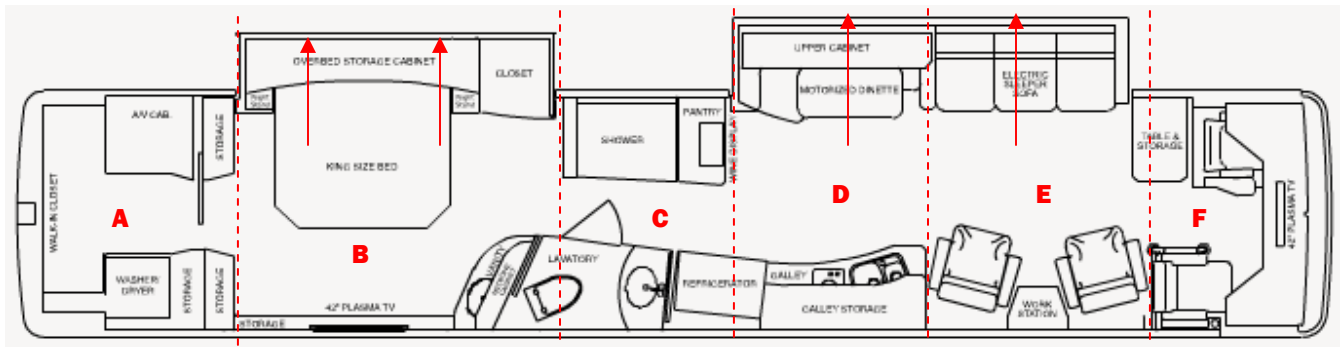 A
WALK-IN CLOSET
A/V CAB.
STORAGE
WASHER/
DRYER
STORAGE
STORAGE
B
OVERBED STORAGE CABINET
CLOSET
Night
Stand
Night
Stand
KING SIZE BED
42" PLASMA TV
STORAGE
VANITY
C
SHOWER
PANTRY
LAVATORY
REFRIGERATOR
D
UPPER CABINET
MOTORIZED DINETTE
GALLEY
GALLEY STORAGE
E
ELECTRIC
SLEEPER
SOFA
WORK
STATION
F
TABLE &
STORAGE
42" PLASMA TV